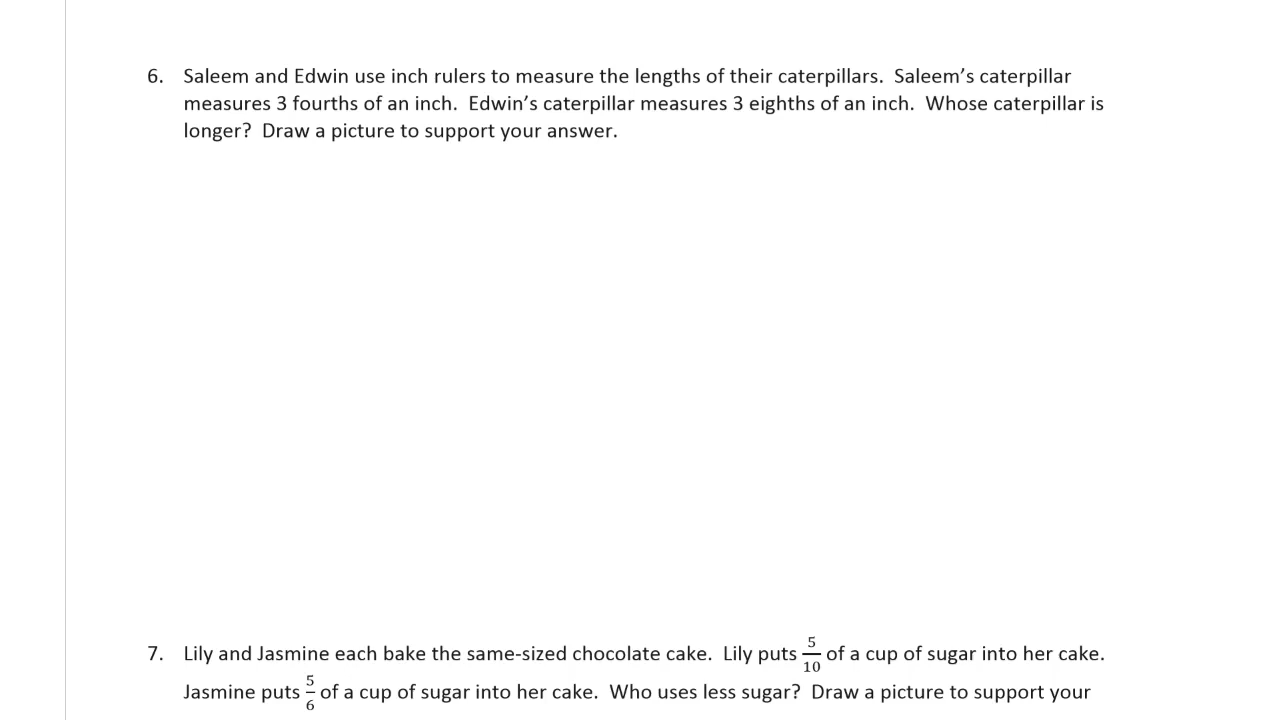 6. Saleem and Edwin use inch rulers to measure the lengths of their caterpillars. Saleem’s caterpillar
measures 3 fourths of an inch. Edwin’s caterpillar measures 3 eighths of an inch. Whose caterpillar is
longer? Draw a picture to support your answer.
7. Lily and Jasmine each bake the same-sized chocolate cake. Lily puts 5/10 of a cup of sugar into her cake.
Jasmine puts 5/6 of a cup of sugar into her cake. Who uses less sugar? Draw a picture to support your